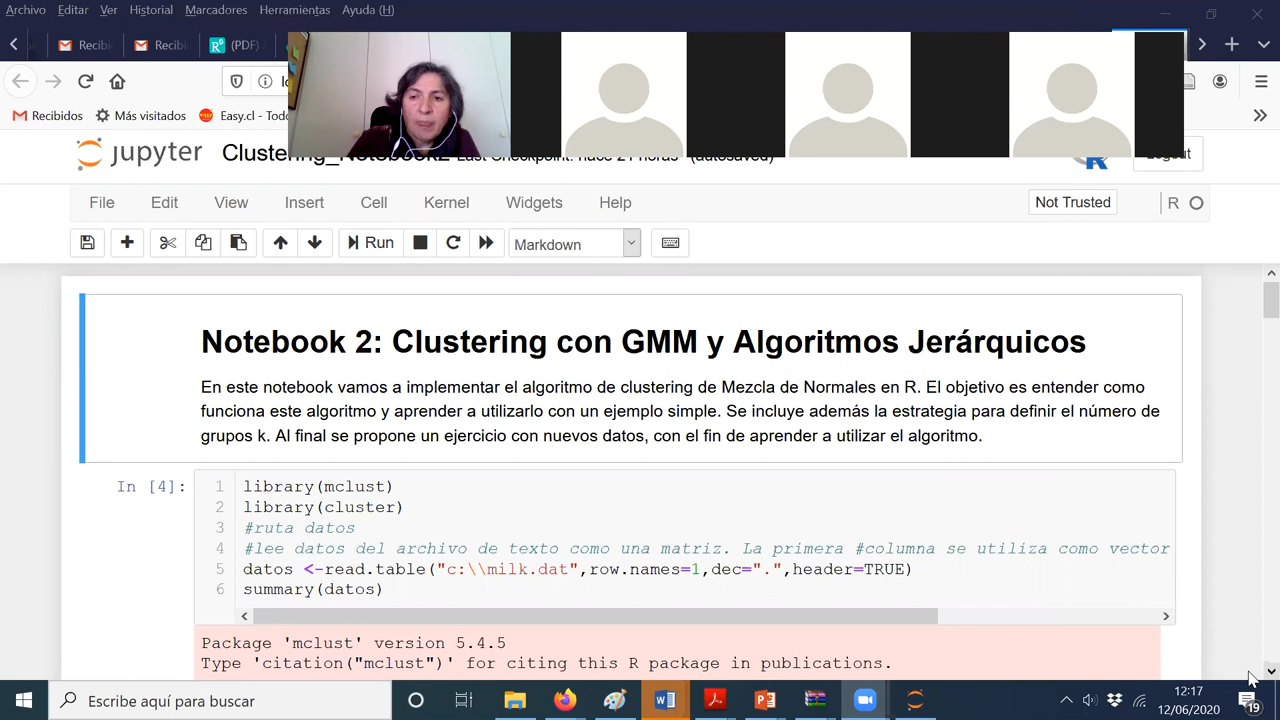 Archivo Editar Ver Historial Marcadores Herramientas Ayuda (H)
Recibi Recibi (PDF)
Recibidos Más visitados Easy.cl - Todo
jupyter
Not Trusted R
File Edit View Insert Cell Kernel Widgets Help
Run Markdown
Notebook 2: Clustering con GMM y Algoritmos Jerárquicos
En este notebook vamos a implementar el algoritmo de clustering de Mezcla de Normales en R. El objetivo es entender como
funciona este algoritmo y aprender a utilizarlo con un ejemplo simple. Se incluye además la estrategia para definir el número de
grupos k. Al final se propone un ejercicio con nuevos datos, con el fin de aprender a utilizar el algoritmo.
In [4]:
1 library(mclust)
2 library(cluster)
3 #ruta datos
4 #lee datos del archivo de texto como una matriz. La primera #columna se utiliza como vector
5 datos <-read.table("c:\\milk.dat",row.names=1,dec=".",header=TRUE)
6 summary(datos)
Package 'mclust' version 5.4.5
Type 'citation("mclust")' for citing this R package in publications.
Escribe aquí para buscar
12:17
12/06/2020
19